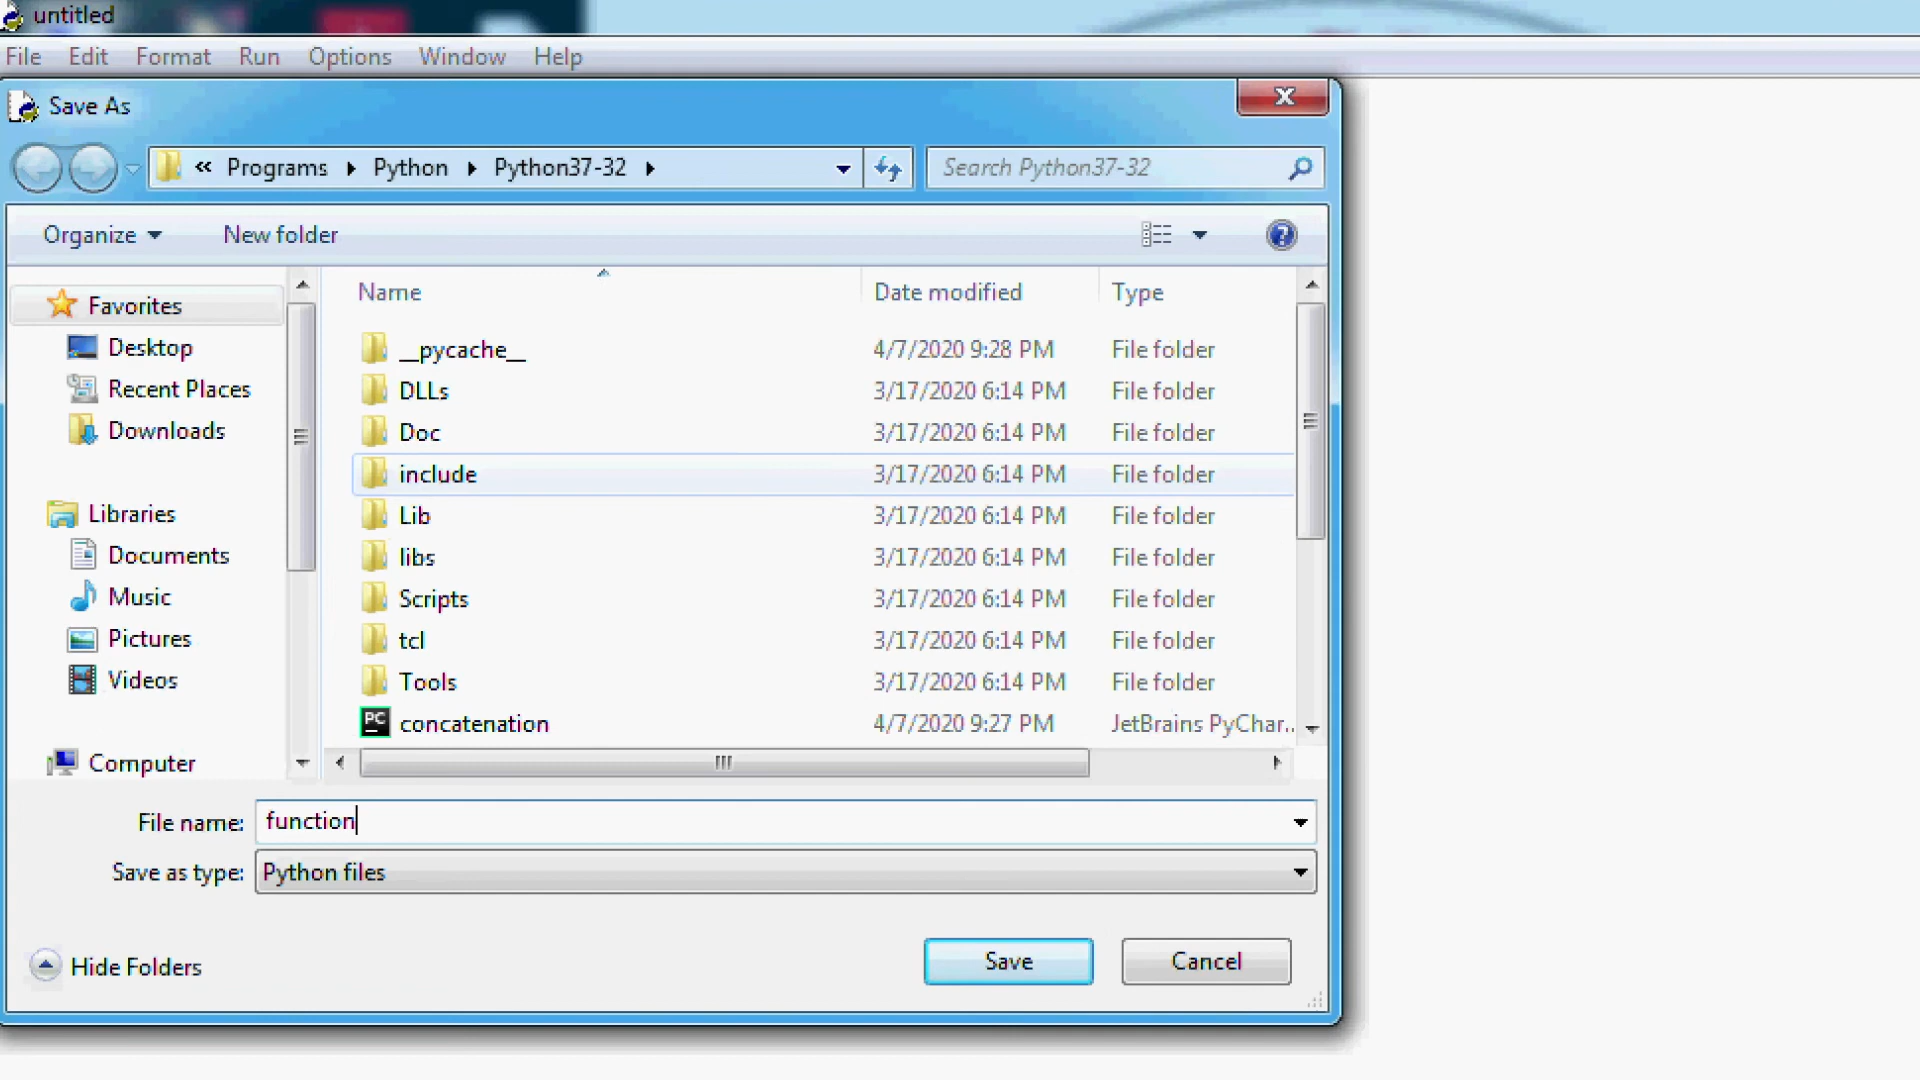 untitled
File Edit Format Run Options Window Help
Save As
« Programs Python Python37-32 Search Python37-32
Organize New folder
Name Date modified Type
Favorites
Desktop
Recent Places
Downloads
Libraries
Documents
Music
Pictures
Videos
Computer
__pycache__ 4/7/2020 9:28 PM File folder
DLLs 3/17/2020 6:14 PM File folder
Doc 3/17/2020 6:14 PM File folder
include 3/17/2020 6:14 PM File folder
Lib 3/17/2020 6:14 PM File folder
libs 3/17/2020 6:14 PM File folder
Scripts 3/17/2020 6:14 PM File folder
tcl 3/17/2020 6:14 PM File folder
Tools 3/17/2020 6:14 PM File folder
PC concatenation 4/7/2020 9:27 PM JetBrains PyChar...
File name: function
Save as type: Python files
Hide Folders Save Cancel